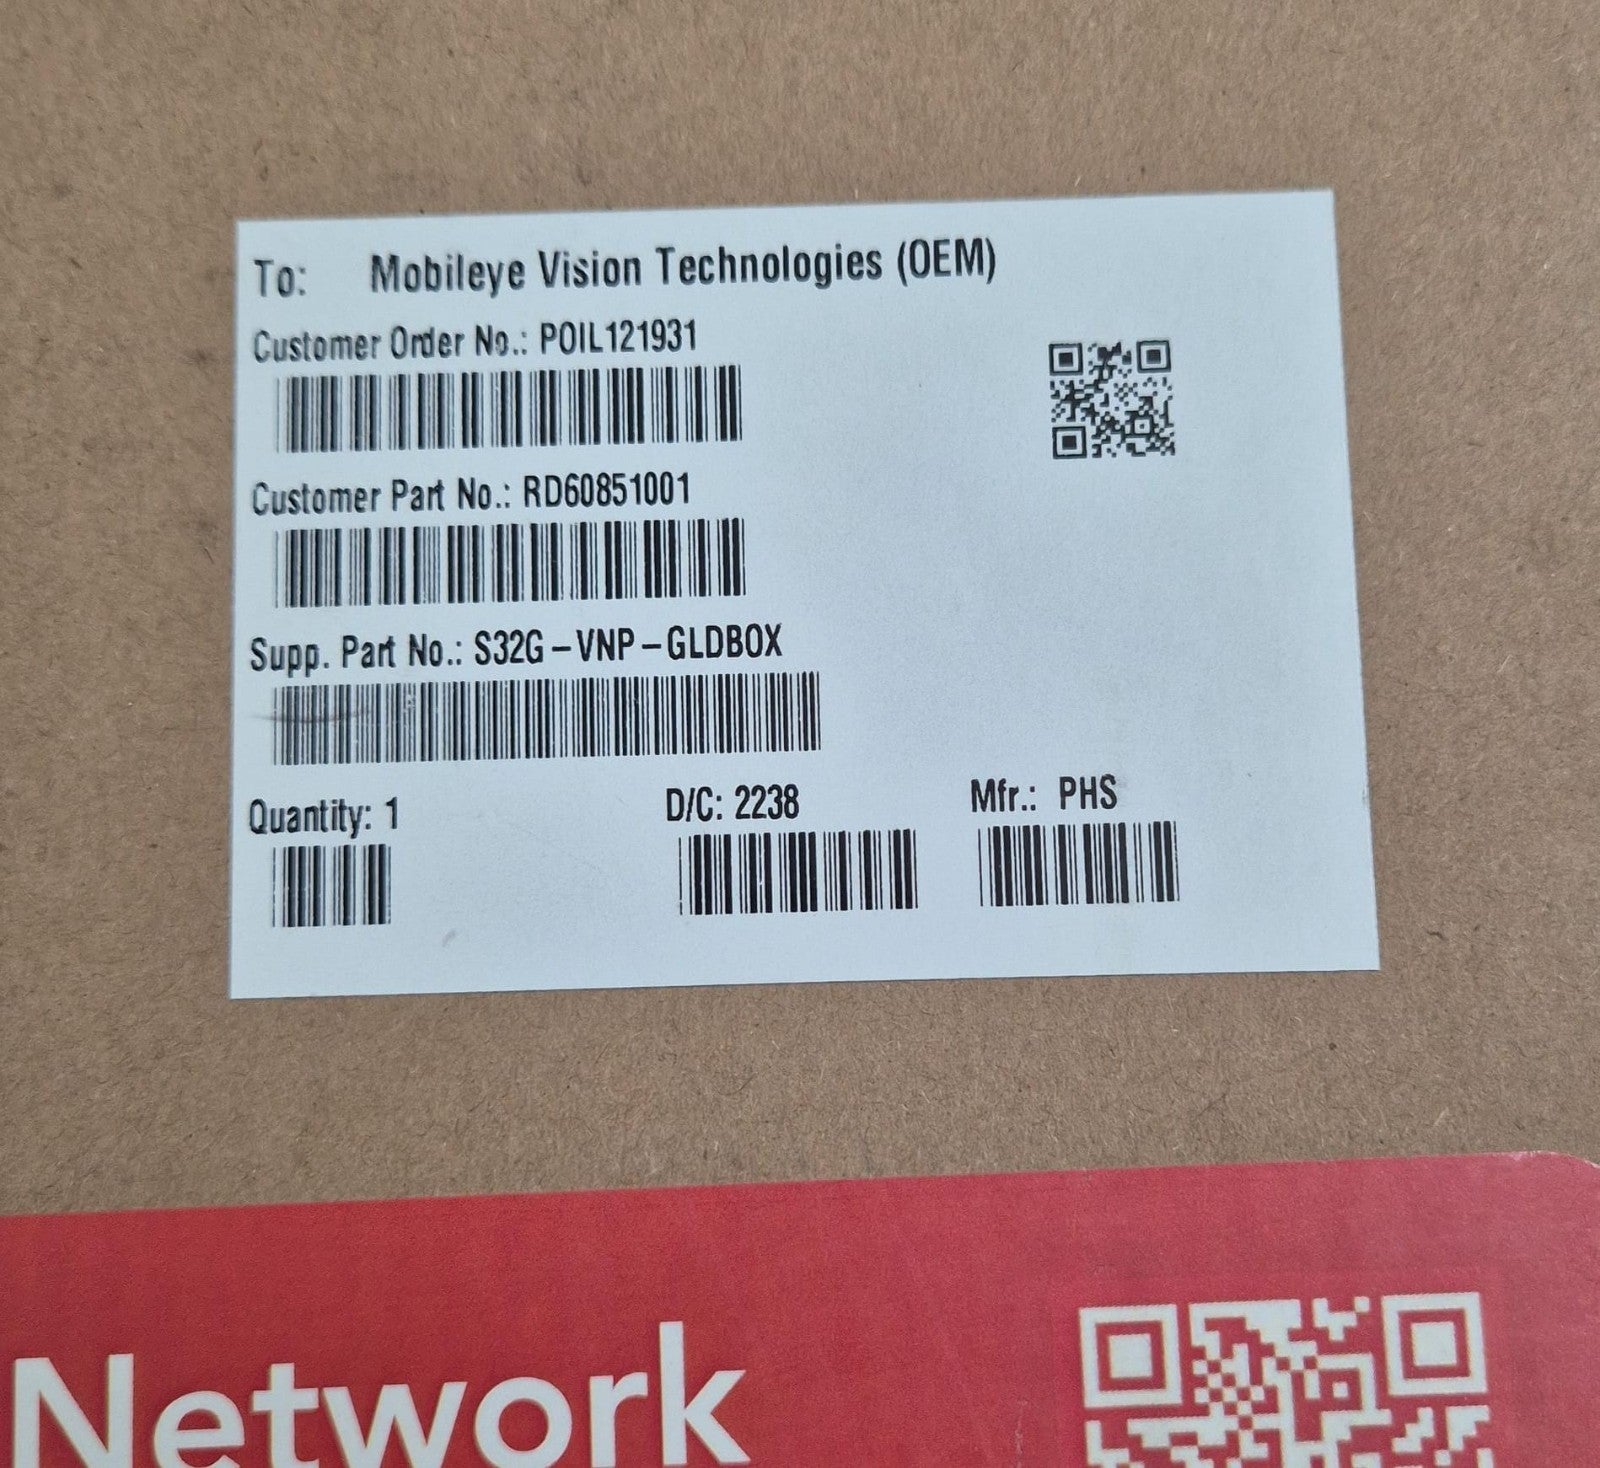 To: Mobileye Vision Technologies (OEM)
Customer Order No.: POIL121931
Customer Part No.: RD60851001
Supp. Part No.: S32G-VNP-GLDBOX
Quantity: 1 D/C: 2238 Mfr.: PHS
Network